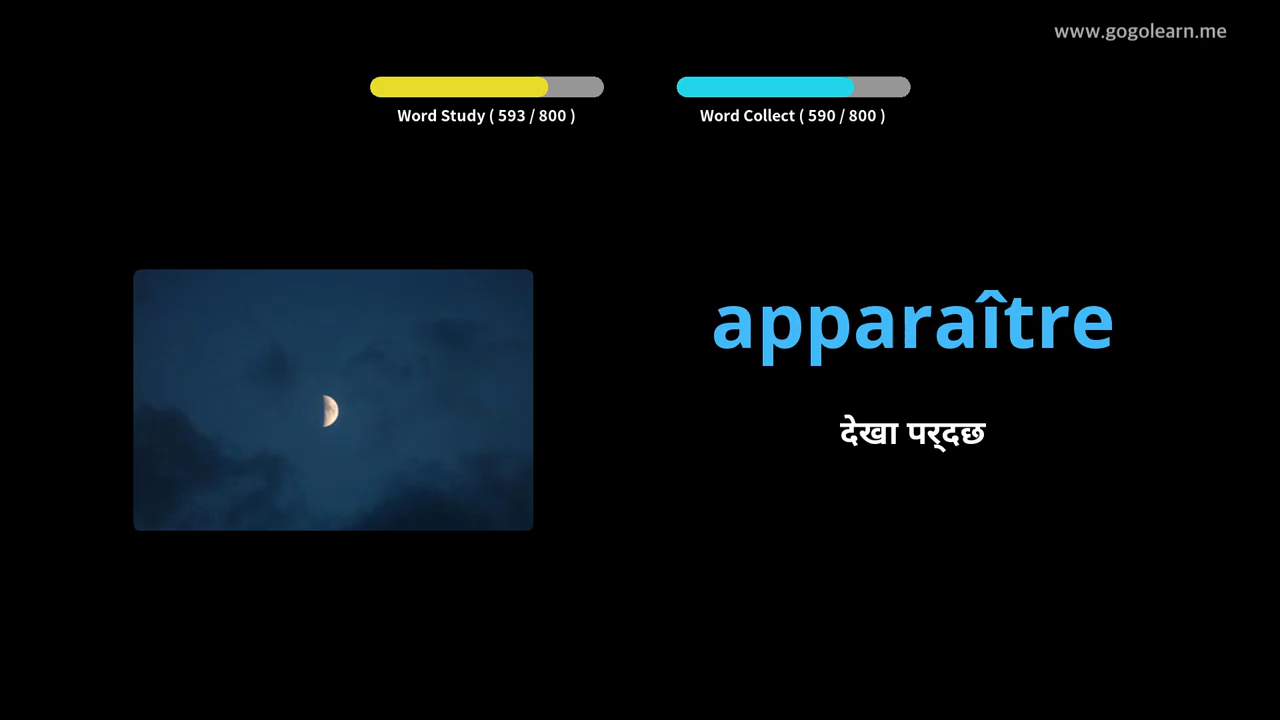 www.gogolearn.me
Word Study ( 593 / 800 )
Word Collect ( 590 / 800 )
apparaître
देखा पर्‌दछ